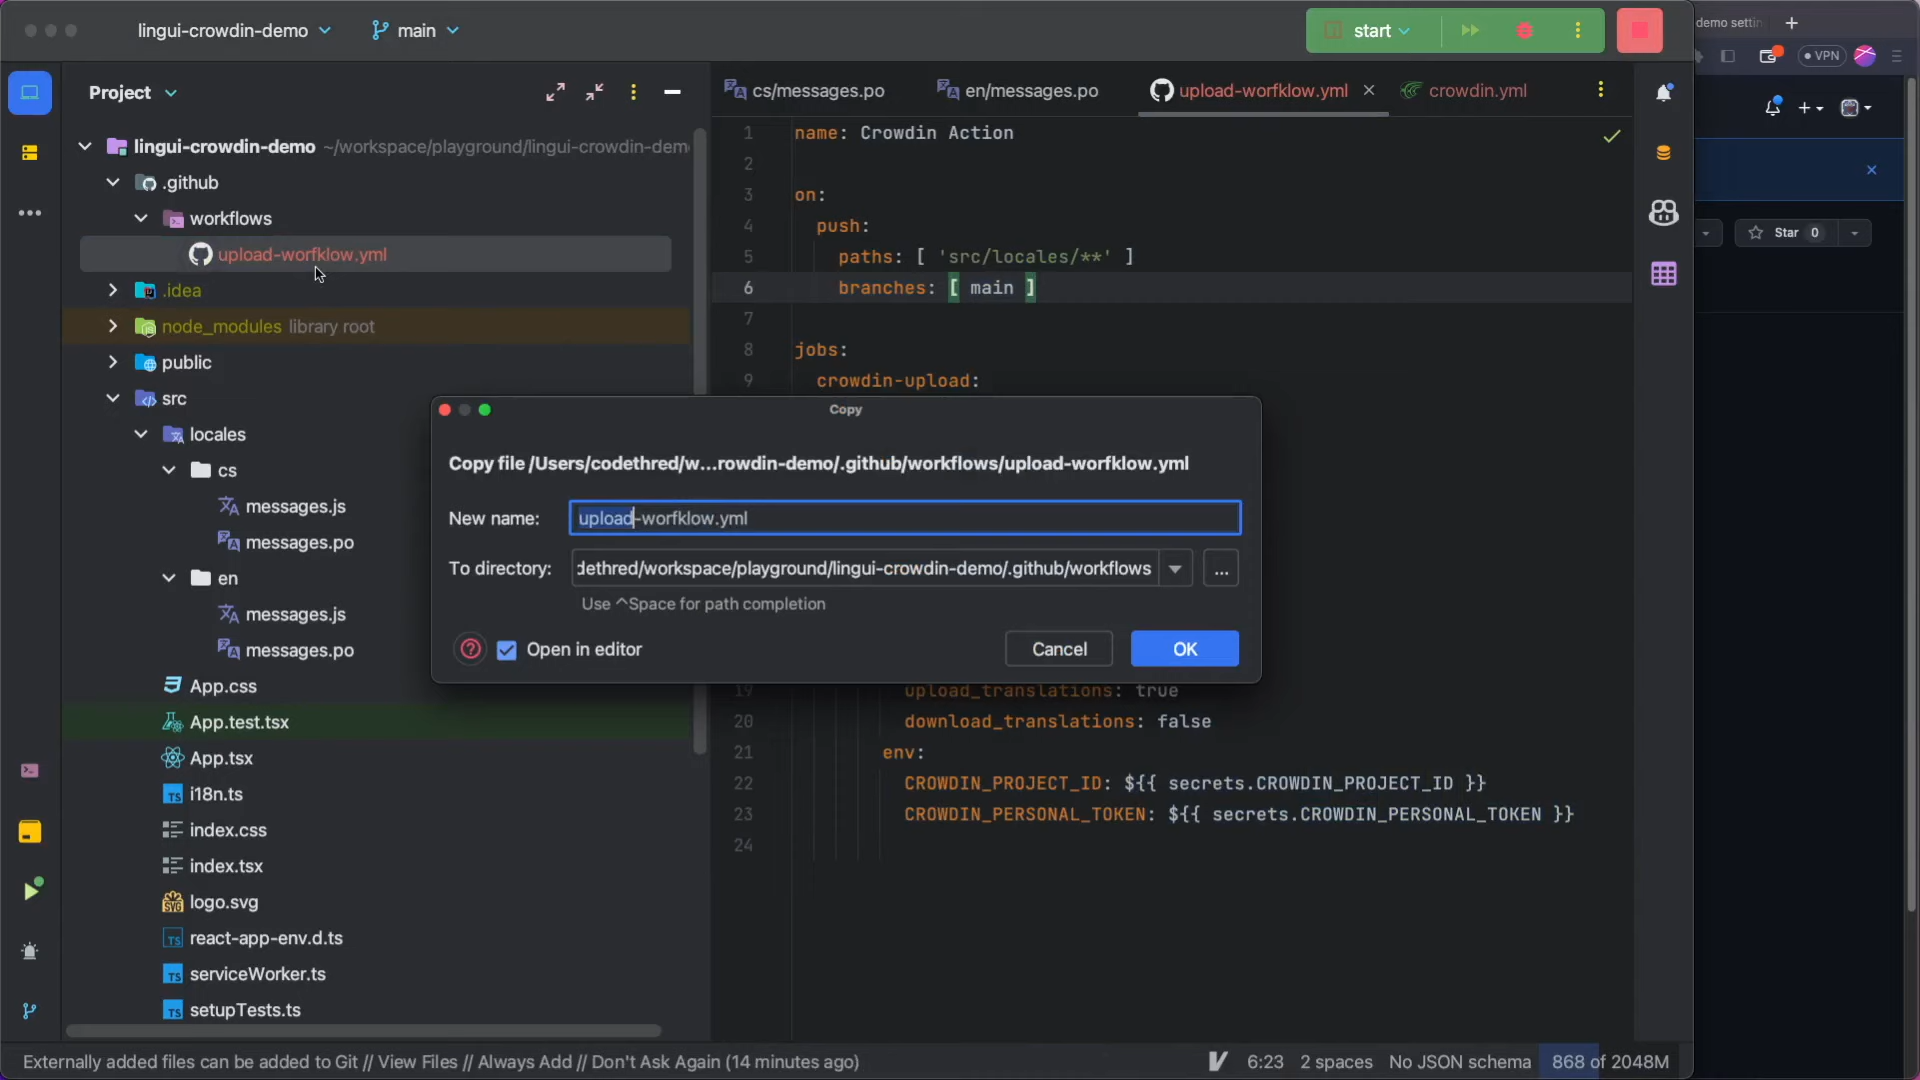 lingui-crowdin-demo
main
start
demo settin
VPN
Project
cs/messages.po
en/messages.po
upload-worfklow.yml
crowdin.yml
lingui-crowdin-demo ~/workspace/playground/lingui-crowdin-dem
.github
workflows
upload-worfklow.yml
.idea
node_modules library root
public
src
locales
cs
messages.js
messages.po
en
messages.js
messages.po
App.css
App.test.tsx
App.tsx
i18n.ts
index.css
index.tsx
logo.svg
react-app-env.d.ts
serviceWorker.ts
setupTests.ts
1 name: Crowdin Action
2
3 on:
4 push:
5 paths: [ 'src/locales/**' ]
6 branches: [ main ]
7
8 jobs:
9 crowdin-upload:
Star 0
Copy
Copy file /Users/codethred/w...rowdin-demo/.github/workflows/upload-worfklow.yml
New name: upload-worfklow.yml
To directory: dethred/workspace/playground/lingui-crowdin-demo/.github/workflows
...
Use ^Space for path completion
Open in editor
Cancel
OK
19 upload_translations: true
20 download_translations: false
21 env:
22 CROWDIN_PROJECT_ID: ${{ secrets.CROWDIN_PROJECT_ID }}
23 CROWDIN_PERSONAL_TOKEN: ${{ secrets.CROWDIN_PERSONAL_TOKEN }}
24
Externally added files can be added to Git // View Files // Always Add // Don't Ask Again (14 minutes ago)
6:23
2 spaces
No JSON schema
868 of 2048M